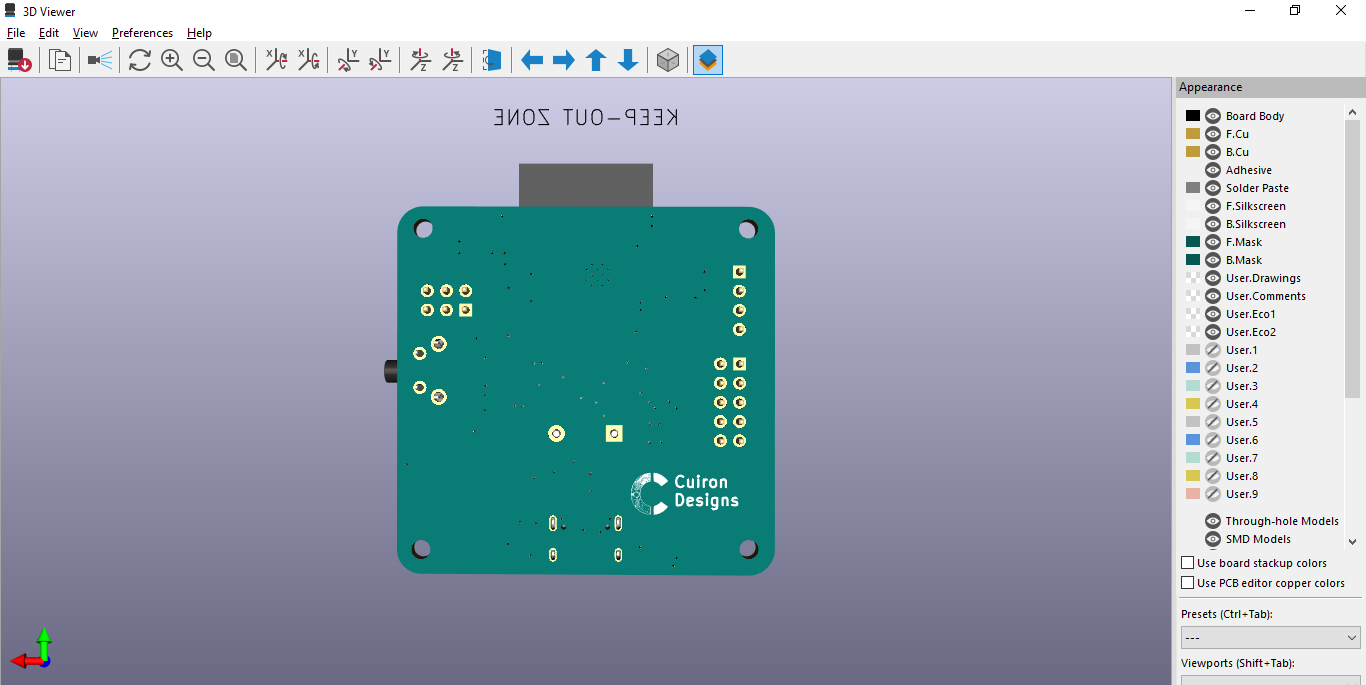 3D Viewer
File Edit View Preferences Help
KEEP-OUT ZONE
Cuiron
Designs
Appearance
Board Body
F.Cu
B.Cu
Adhesive
Solder Paste
F.Silkscreen
B.Silkscreen
F.Mask
B.Mask
User.Drawings
User.Comments
User.Eco1
User.Eco2
User.1
User.2
User.3
User.4
User.5
User.6
User.7
User.8
User.9
Through-hole Models
SMD Models
Use board stackup colors
Use PCB editor copper colors
Presets (Ctrl+Tab):
---
Viewports (Shift+Tab):